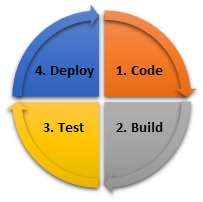 4. Deploy
1. Code
3. Test
2. Build